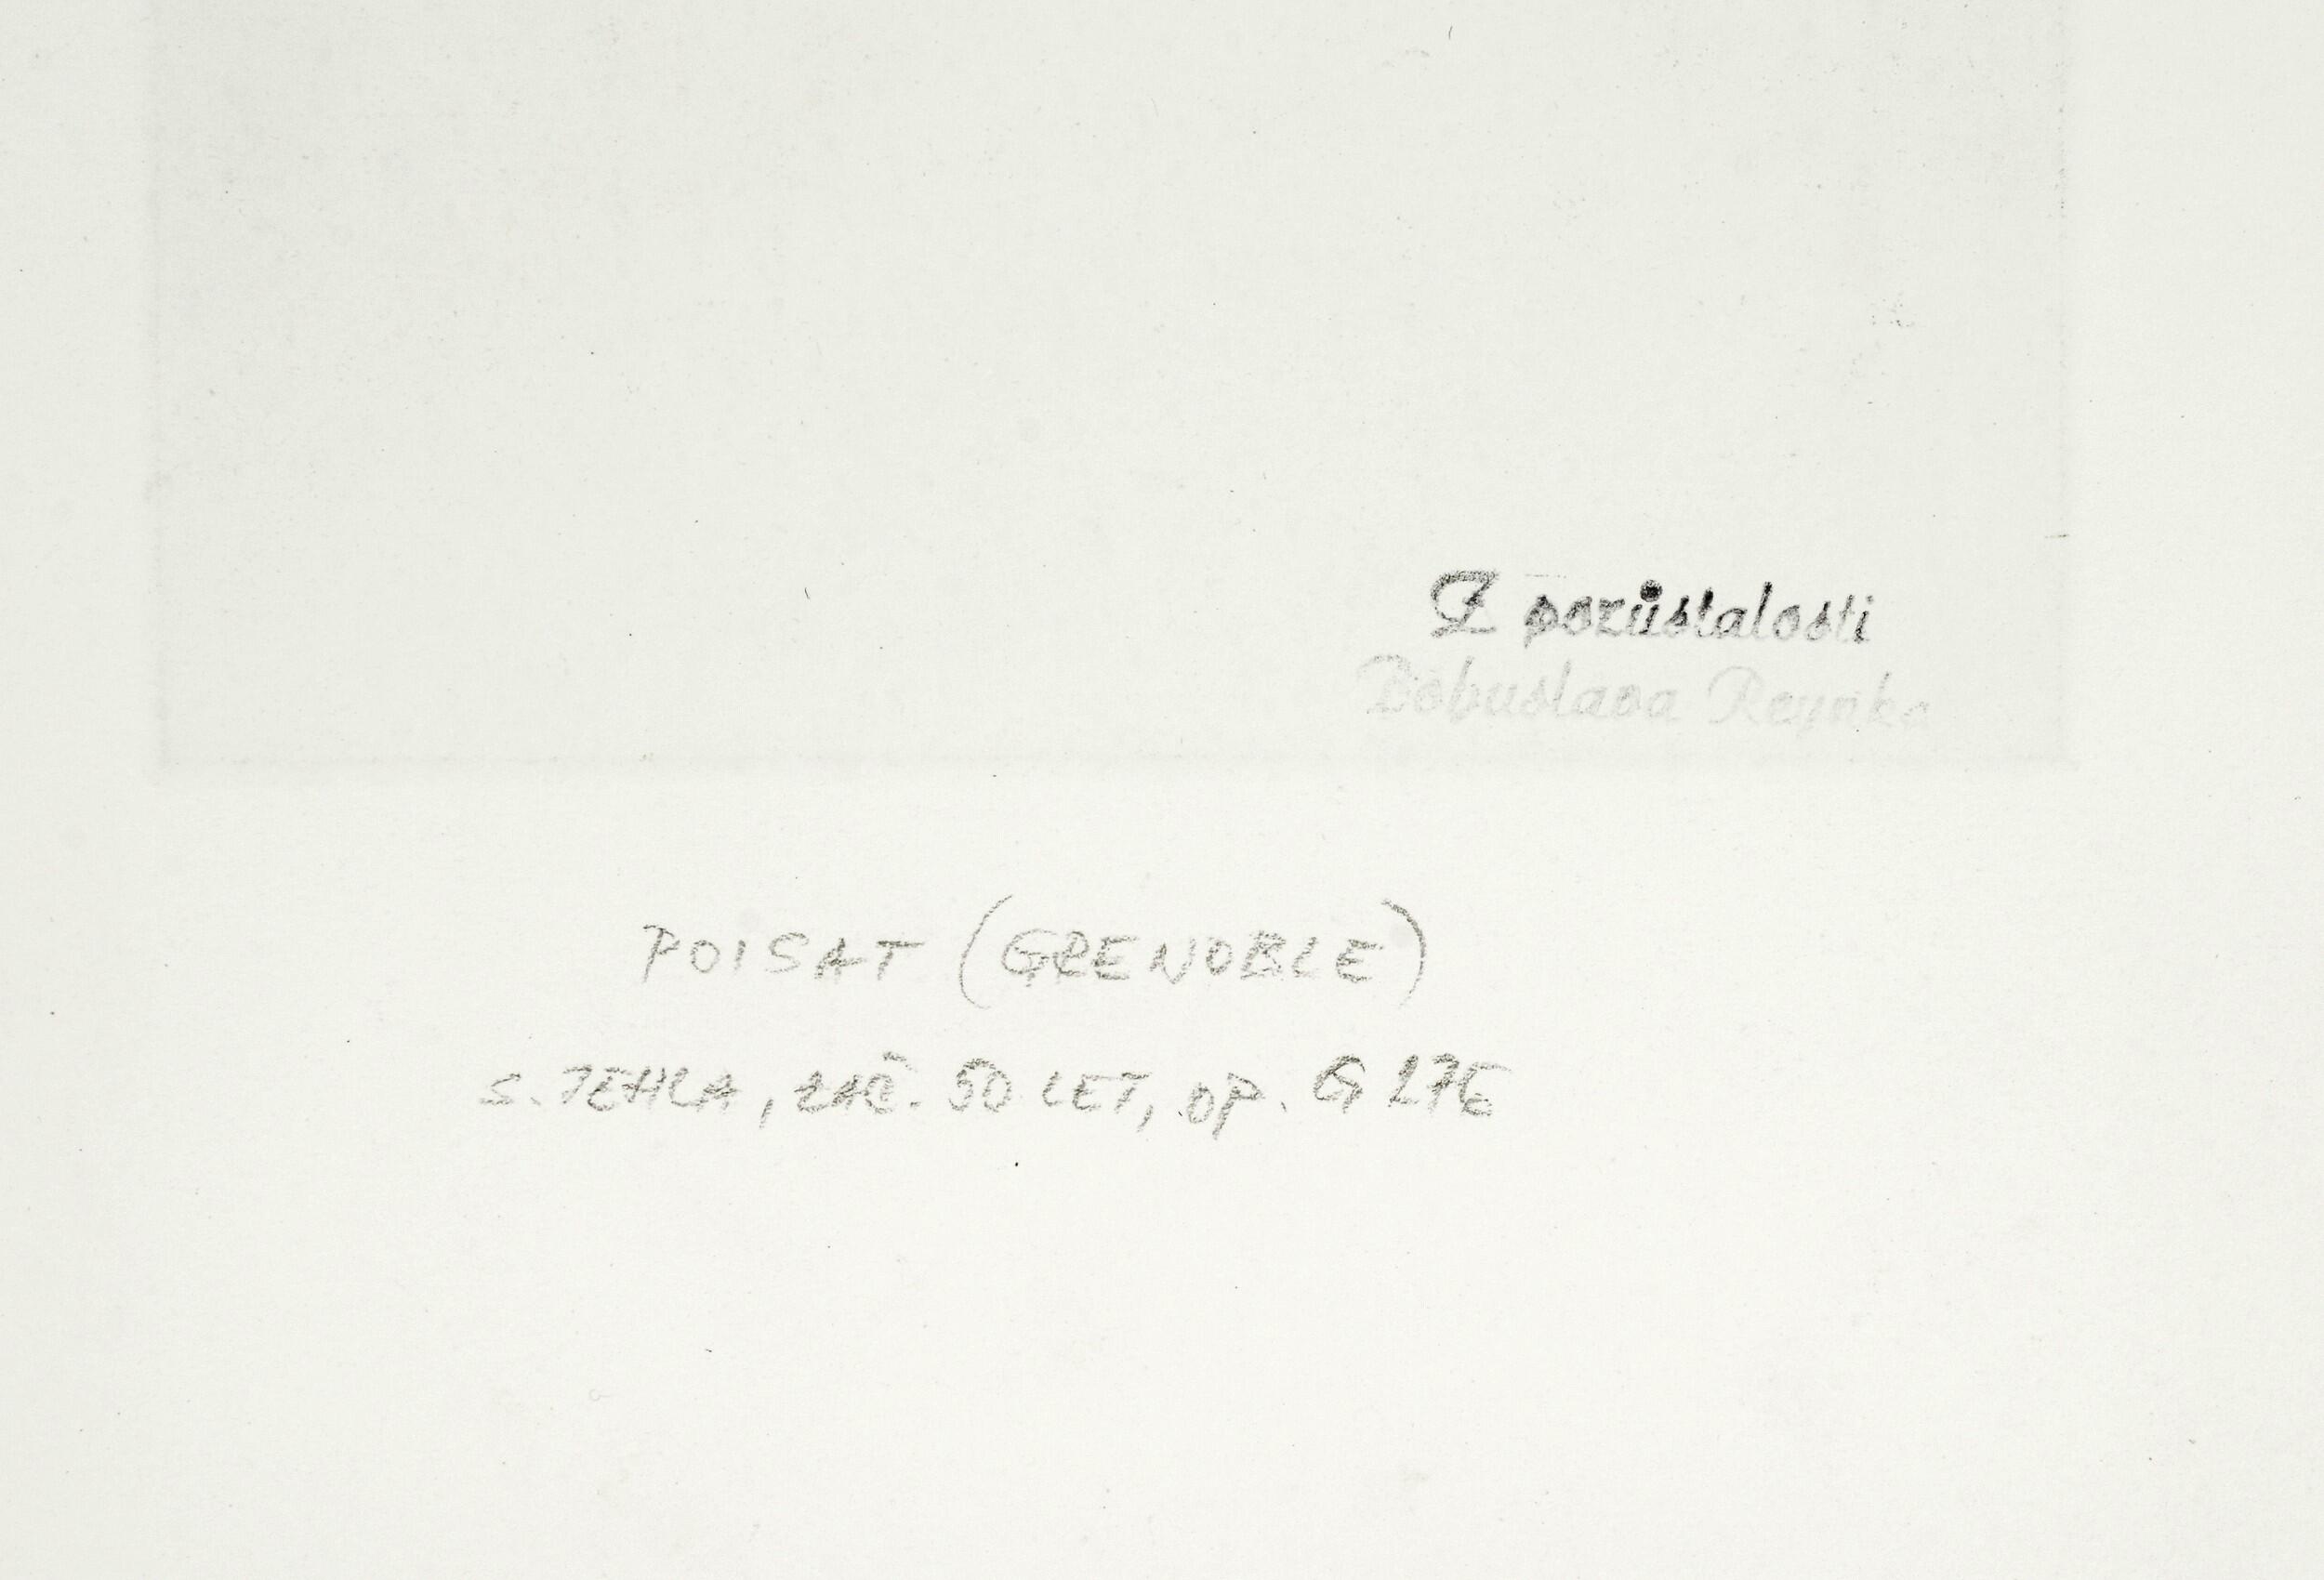 Z pozůstalosti
Bohuslava Reynka
POISAT (GRENOBLE)
S. JEHLA, ZAČ. 50 LET, OP. G 276